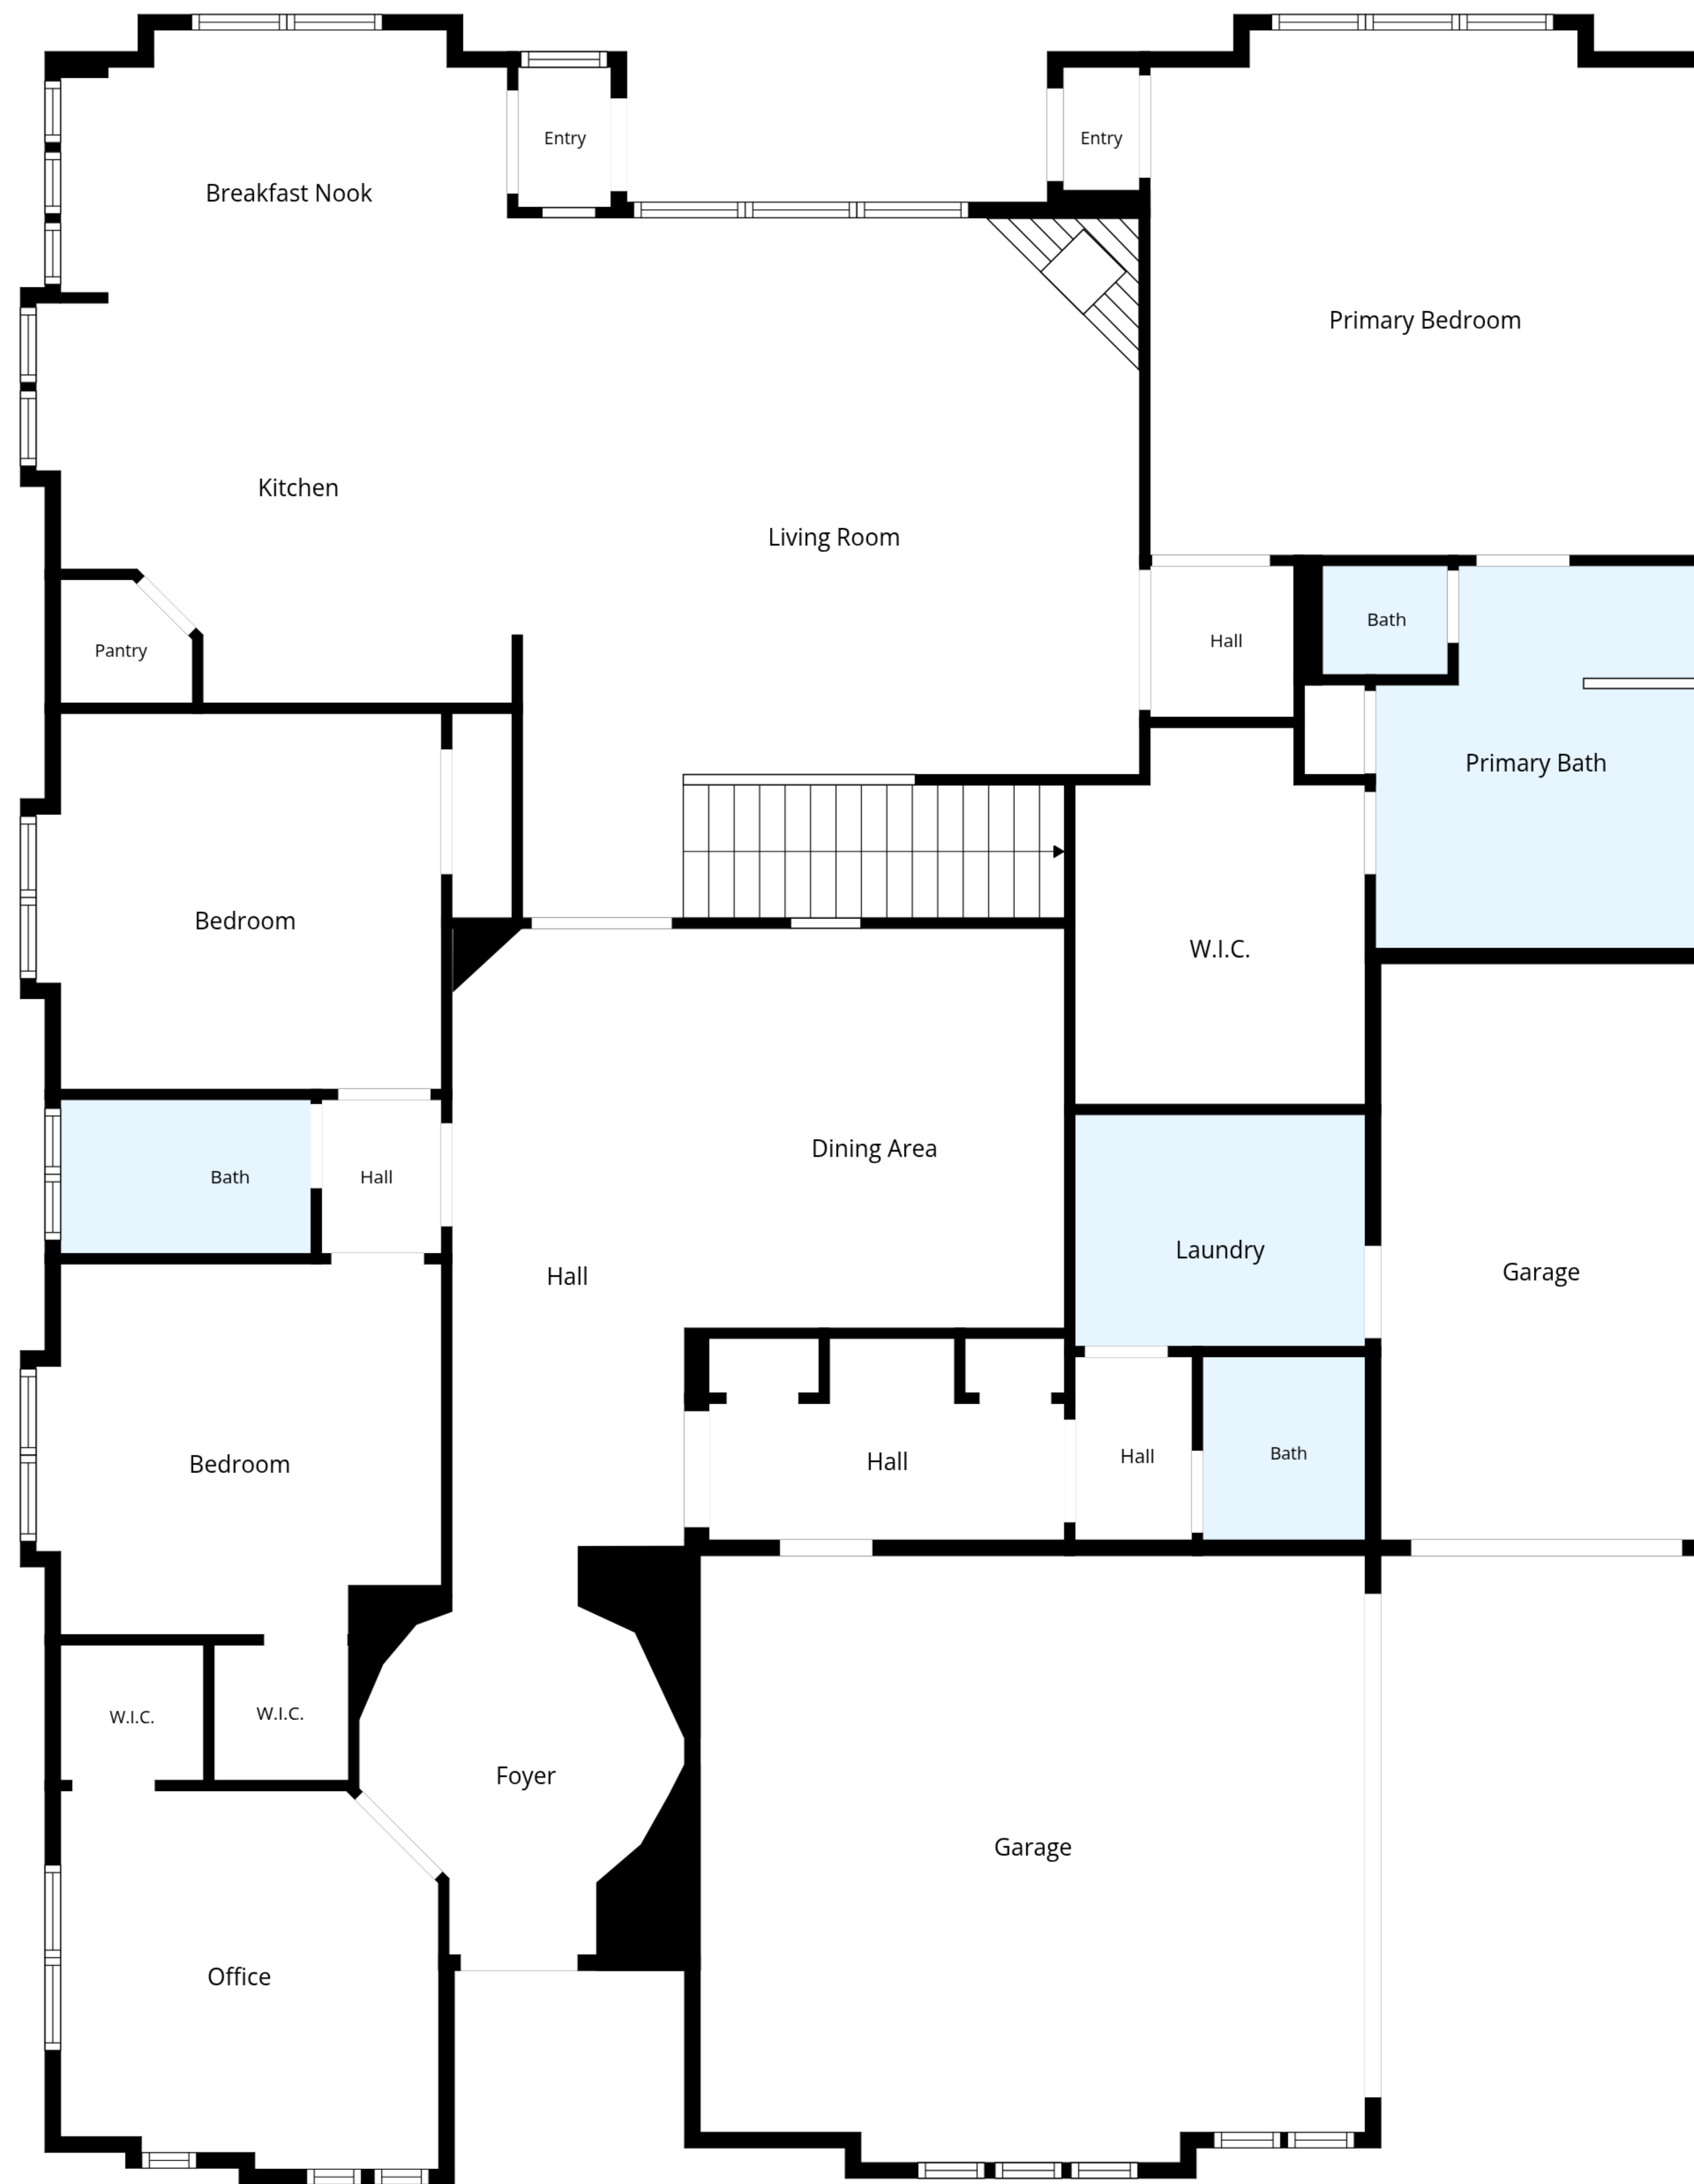 Entry
Entry
Breakfast Nook
Primary Bedroom
Kitchen
Living Room
Bath
Hall
Pantry
Primary Bath
Bedroom
W.I.C.
Dining Area
Bath
Hall
Laundry
Garage
Hall
Bath
Hall
Hall
Bedroom
W.I.C.
W.I.C.
Foyer
Garage
Office